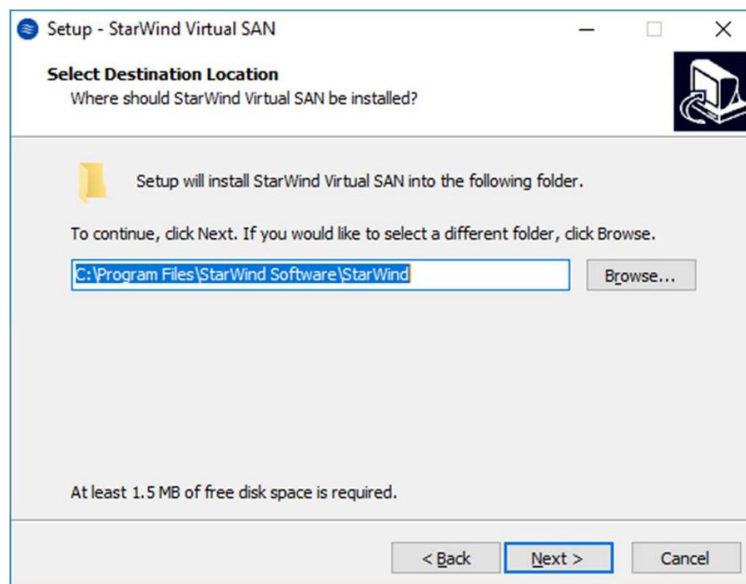 Setup - StarWind Virtual SAN
Select Destination Location
Where should StarWind Virtual SAN be installed?
Setup will install StarWind Virtual SAN into the following folder.
To continue, click Next. If you would like to select a different folder, click Browse.
C:\Program Files\StarWind Software\StarWind
Browse...
At least 1.5 MB of free disk space is required.
< Back
Next >
Cancel